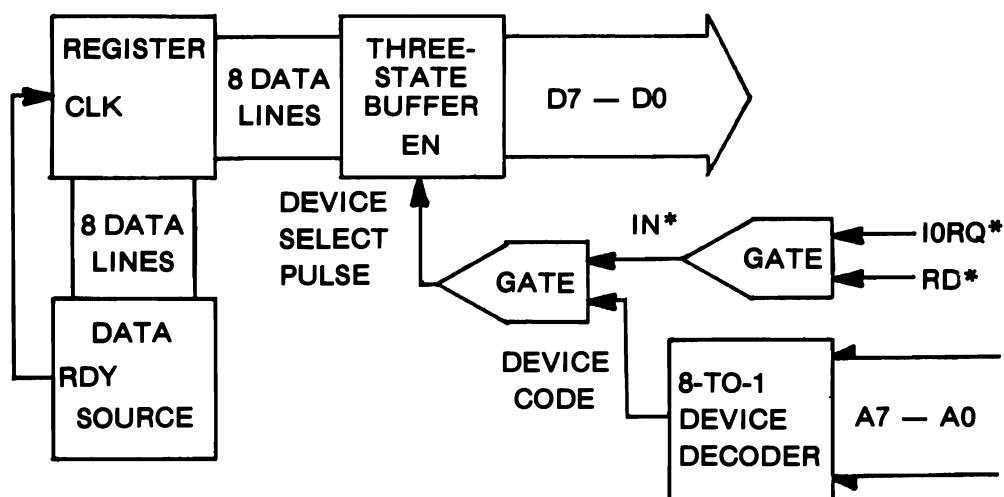 REGISTER
CLK
8 DATA
LINES
THREE-
STATE
BUFFER
EN
D7 — D0
8 DATA
LINES
DEVICE
SELECT
PULSE
IN*
GATE
GATE
IORQ*
RD*
DATA
RDY
SOURCE
DEVICE
CODE
8-TO-1
DEVICE
DECODER
A7 — A0